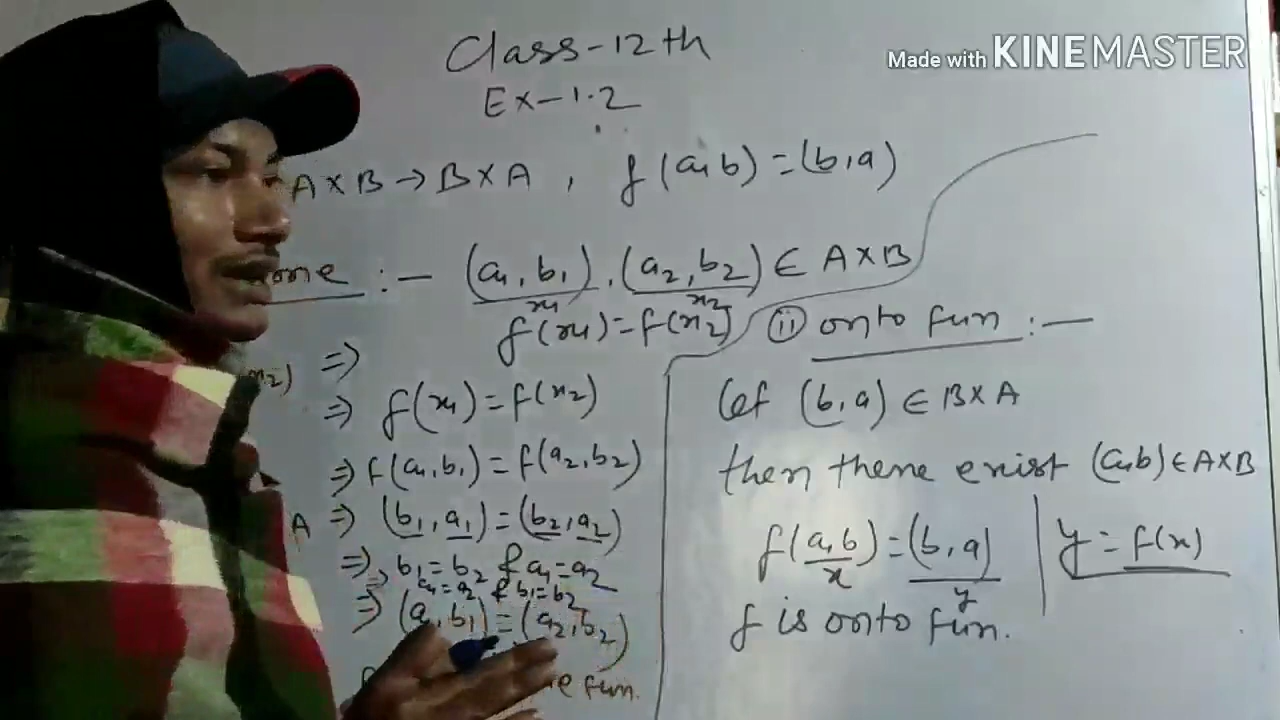 Class-12th
Made with KINEMASTER
Ex-1.2
A×B→B×A , f(a,b)=(b,a)
one :— (a₁,b₁),(a₂,b₂)∈A×B
x₁ x₂
f(x₁)=f(x₂)
x₂) ⇒
⇒ f(x₁)=f(x₂)
⇒ f(a₁,b₁)=f(a₂,b₂)
A ⇒ (b₁,a₁)=(b₂,a₂)
⇒ b₁=b₂ & a₁=a₂
⇒ a₁=a₂ & b₁=b₂
⇒ (a₁,b₁)=(a₂,b₂)
fun.
(ii) onto fun :—
Let (b,a)∈B×A
then there exist (a,b)∈A×B
f(a,b)=(b,a) | y=f(x)
x y
f is onto fun.